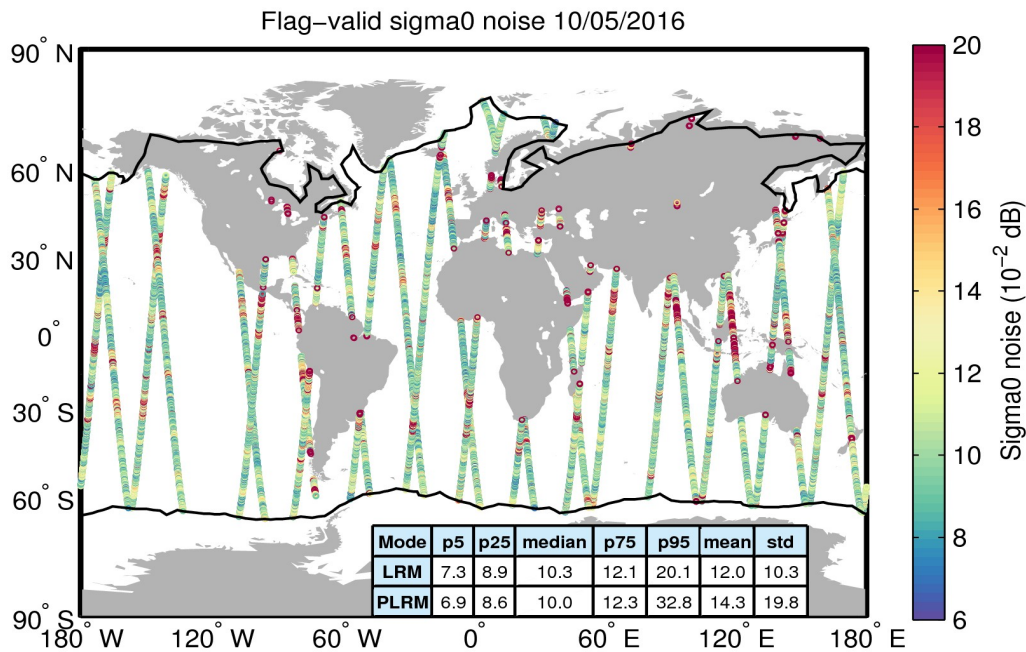 Flag−valid sigma0 noise 10/05/2016
90° N
60° N
30° N
0°
30° S
60° S
90° S
180° W
120° W
60° W
0°
60° E
120° E
180° E
Mode p5 p25 median p75 p95 mean std
LRM 7.3 8.9 10.3 12.1 20.1 12.0 10.3
PLRM 6.9 8.6 10.0 12.3 32.8 14.3 19.8
20
18
16
14
12
10
8
6
Sigma0 noise (10⁻² dB)